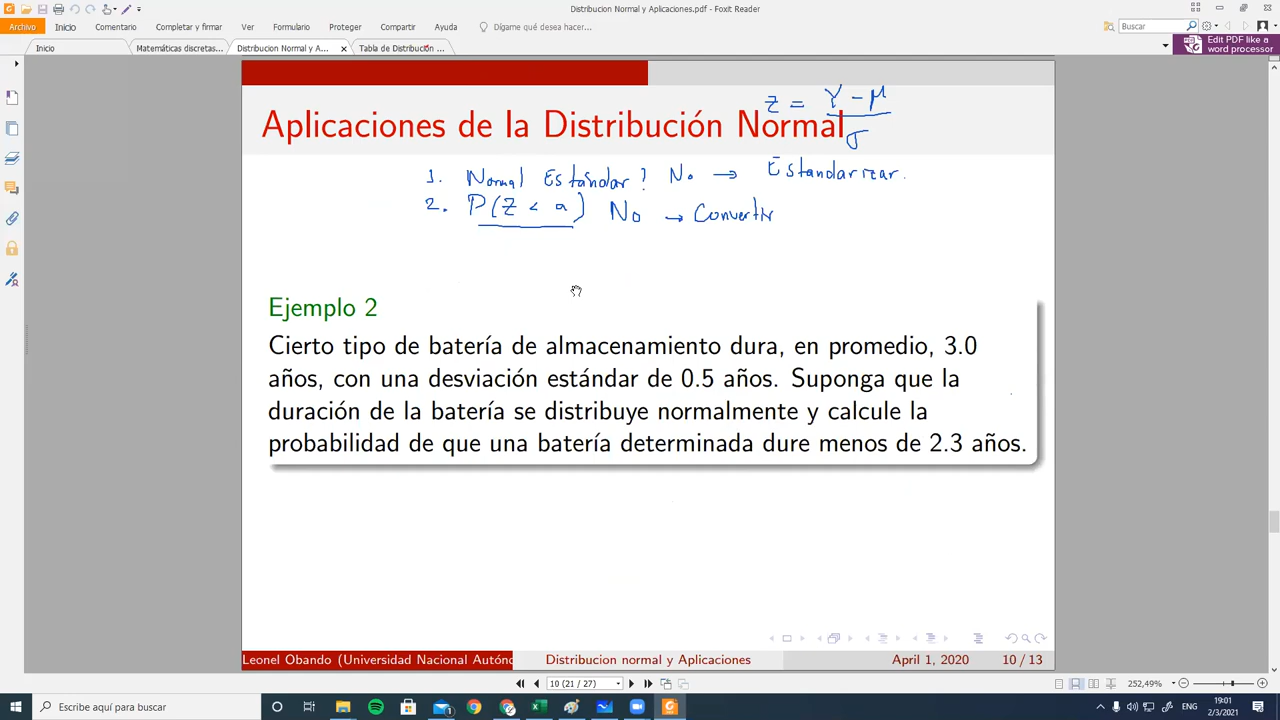 Distribucion Normal y Aplicaciones.pdf - Foxit Reader
Archivo Inicio Comentario Completar y firmar Ver Formulario Proteger Compartir Ayuda Dígame qué desea hacer... Buscar
Inicio Matemáticas discretas... Distribucion Normal y A... Tabla de Distribución ... Edit PDF like a
word processor
Z = Y - μ
σ
Aplicaciones de la Distribución Normal
1. Normal Estándar? No → Estandarizar.
2. P(Z < a) No → Convertir
Ejemplo 2
Cierto tipo de batería de almacenamiento dura, en promedio, 3.0
años, con una desviación estándar de 0.5 años. Suponga que la
duración de la batería se distribuye normalmente y calcule la
probabilidad de que una batería determinada dure menos de 2.3 años.
Leonel Obando (Universidad Nacional Autónc Distribucion normal y Aplicaciones April 1, 2020 10 / 13
10 (21 / 27) 252,49%
Escribe aquí para buscar 19:01
2/3/2021